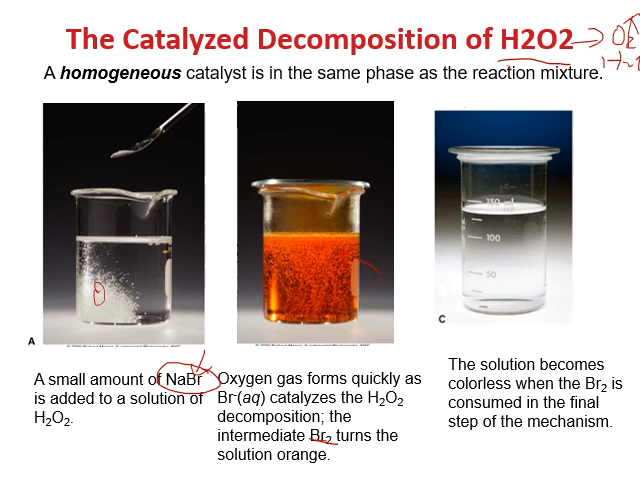 The Catalyzed Decomposition of H2O2 → O2↑
A homogeneous catalyst is in the same phase as the reaction mixture.
150 ml
100
50
A
C
A small amount of NaBr
is added to a solution of
H₂O₂.
Oxygen gas forms quickly as
Br⁻(aq) catalyzes the H₂O₂
decomposition; the
intermediate Br₂ turns the
solution orange.
The solution becomes
colorless when the Br₂ is
consumed in the final
step of the mechanism.